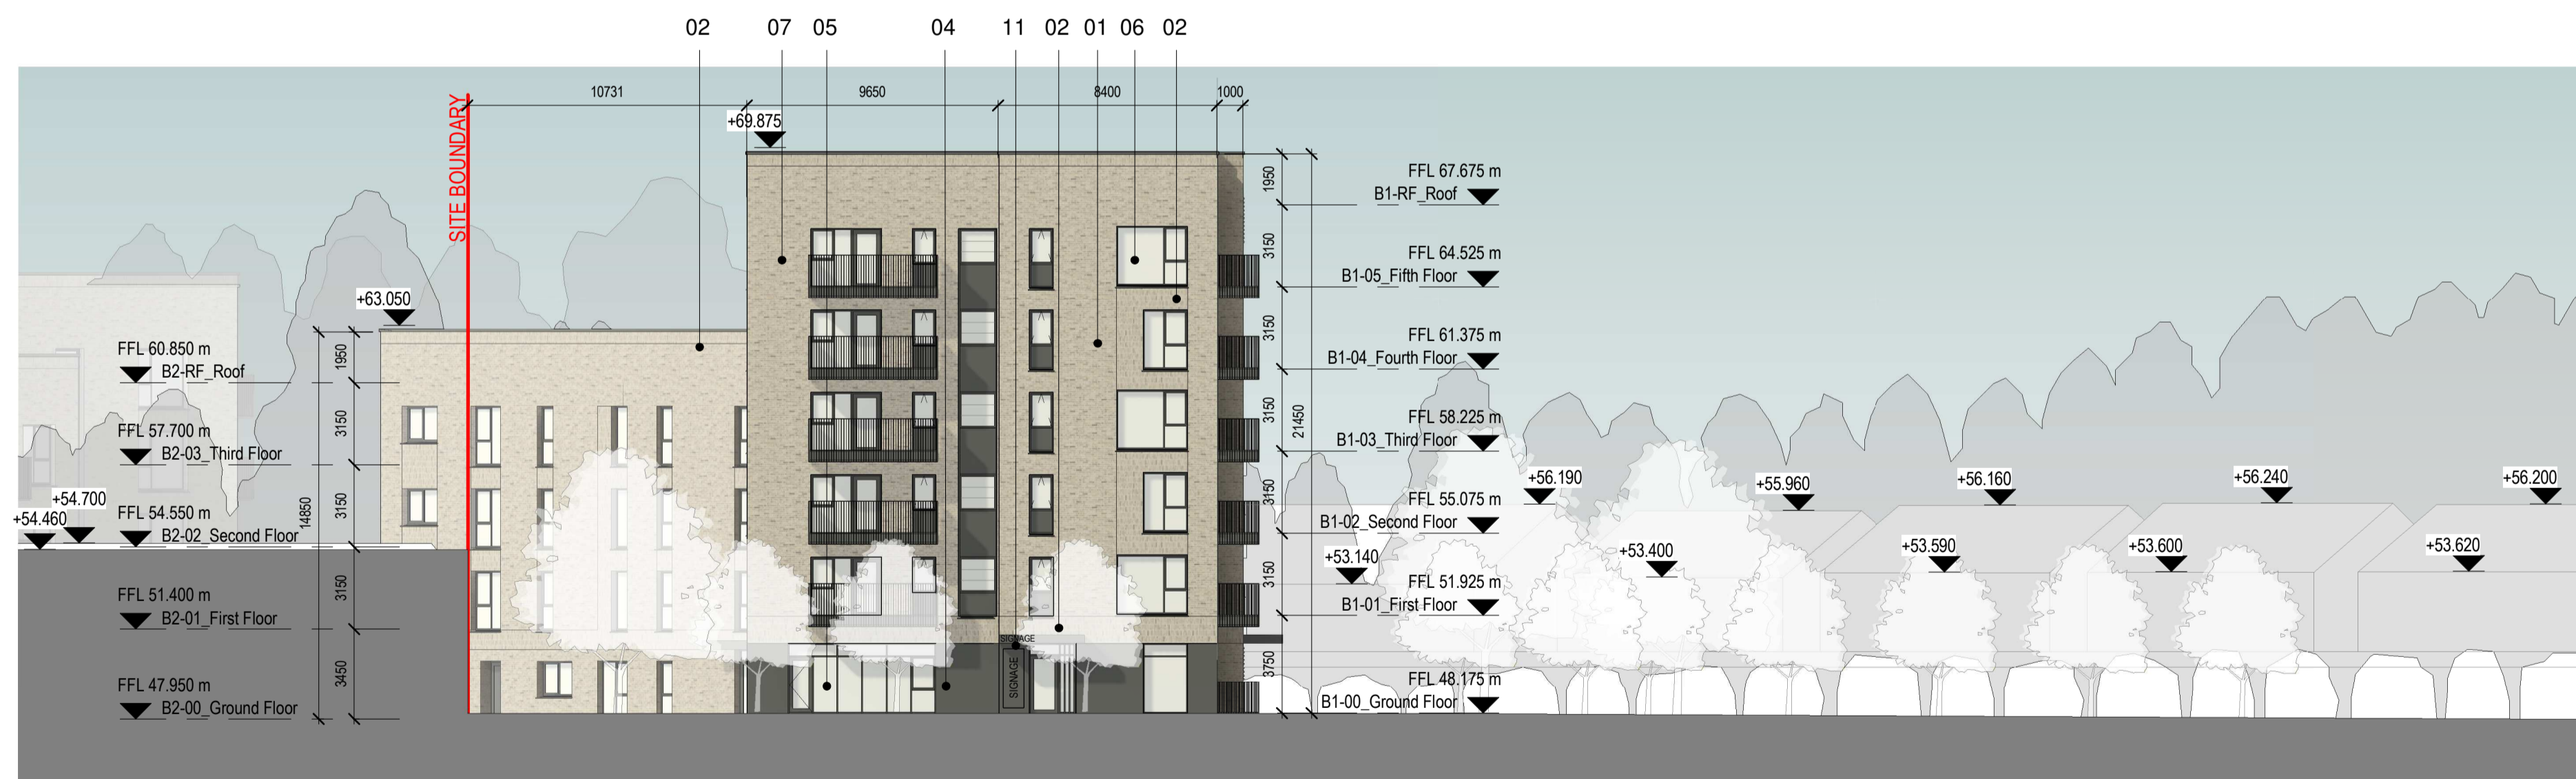 02 07 05 04 11 02 01 06 02
10731 9650 8400 1000
SITE BOUNDARY
+69.875
+63.050
FFL 60.850 m
B2-RF_Roof
FFL 57.700 m
B2-03_Third Floor
+54.700
+54.460
FFL 54.550 m
B2-02_Second Floor
FFL 51.400 m
B2-01_First Floor
FFL 47.950 m
B2-00_Ground Floor
14850
1950
3150
3150
3150
3450
SIGNAGE
SIGNAGE
1950
3150
3150
3150
3150
3150
3750
21450
FFL 67.675 m
B1-RF_Roof
FFL 64.525 m
B1-05_Fifth Floor
FFL 61.375 m
B1-04_Fourth Floor
FFL 58.225 m
B1-03_Third Floor
FFL 55.075 m
B1-02_Second Floor
FFL 51.925 m
B1-01_First Floor
FFL 48.175 m
B1-00_Ground Floor
+56.190
+55.960
+56.160
+56.240
+56.200
+53.140
+53.400
+53.590
+53.600
+53.620